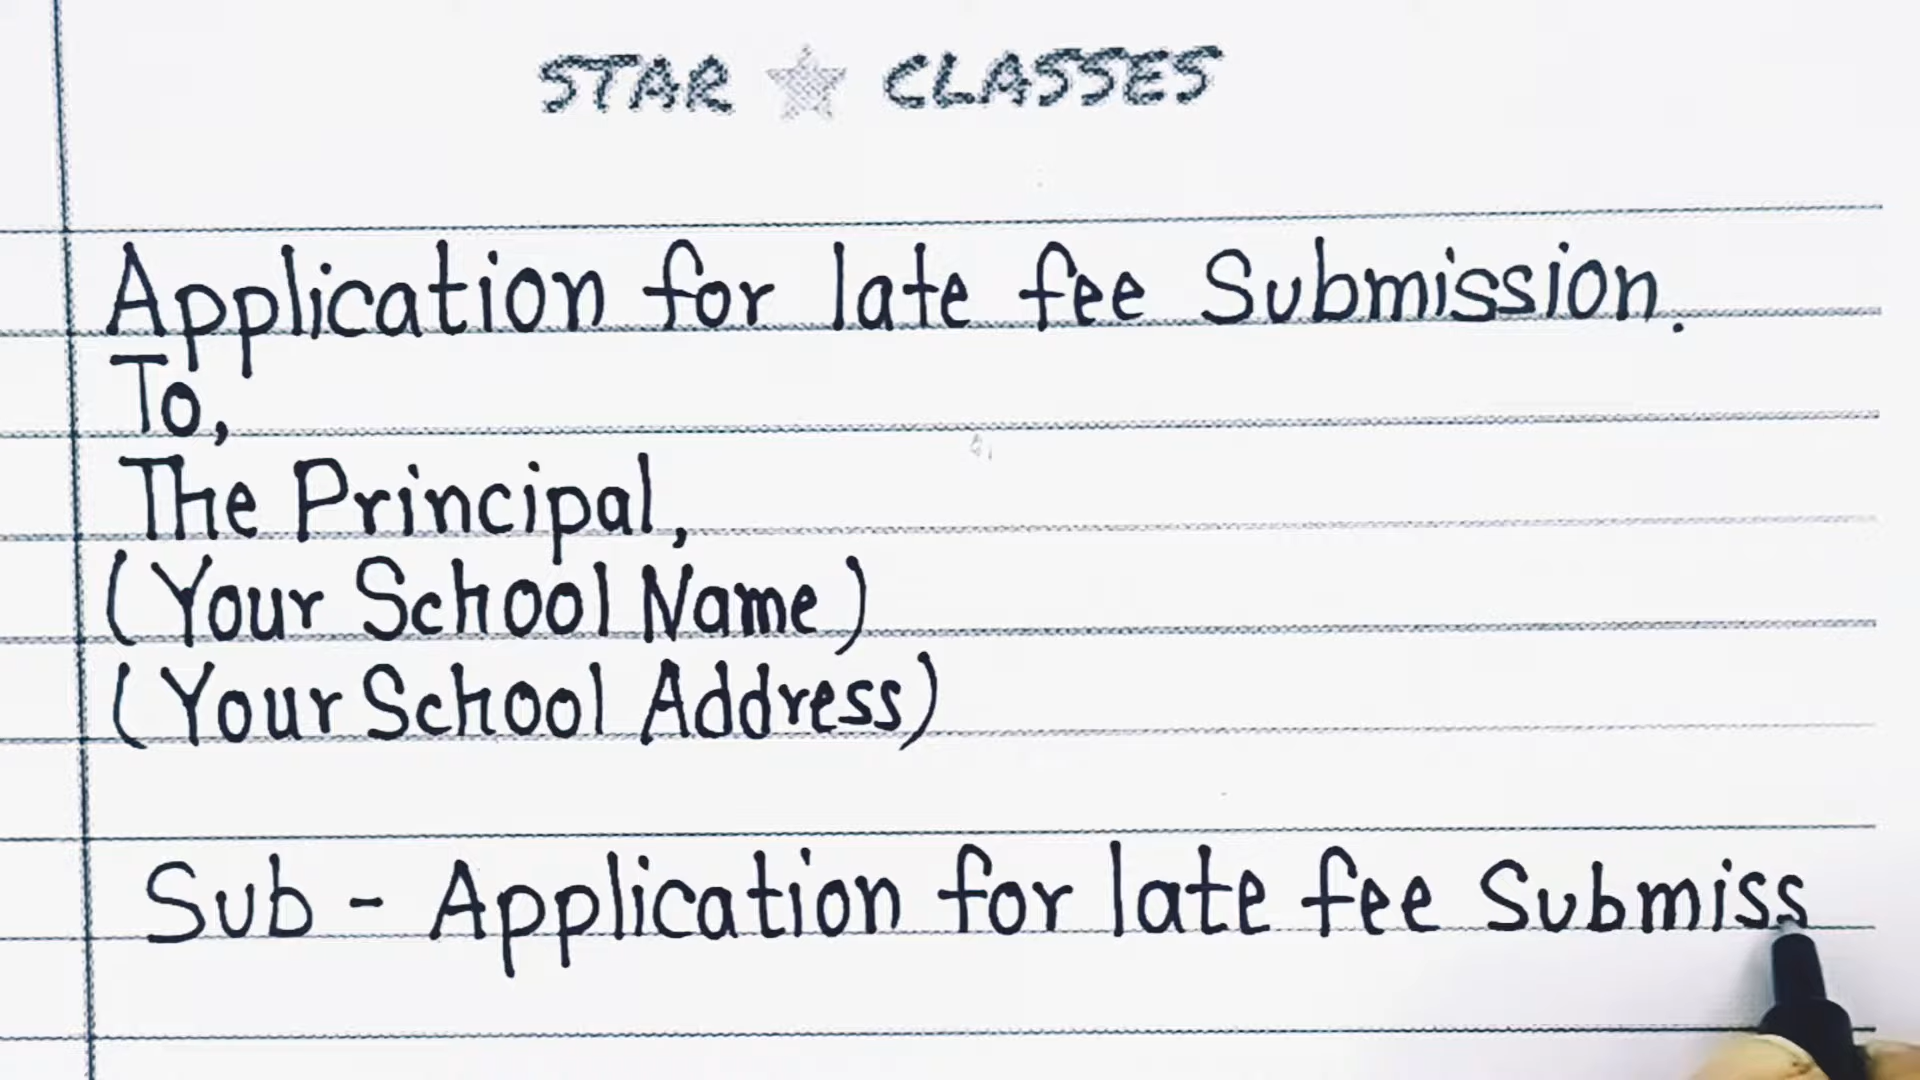 STAR CLASSES
Application for late fee Submission.
To,
The Principal,
(Your School Name)
(Your School Address)
Sub - Application for late fee Submiss